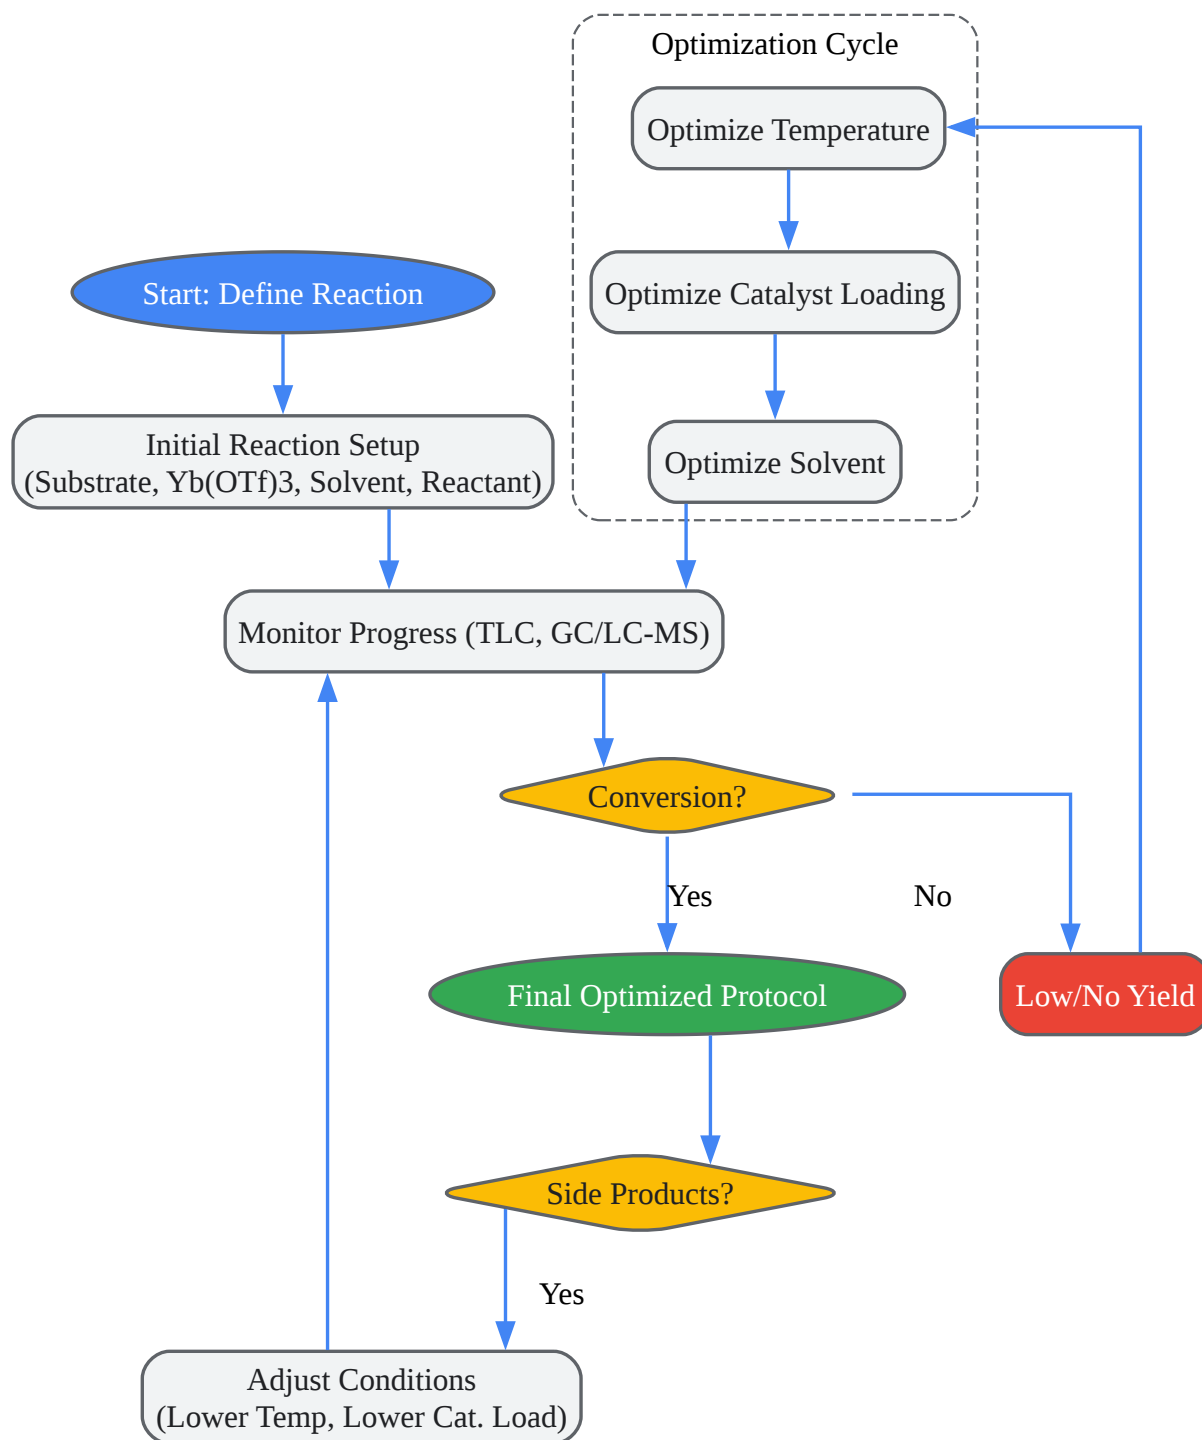 Optimization Cycle
Optimize Temperature
Optimize Catalyst Loading
Optimize Solvent
Start: Define Reaction
Initial Reaction Setup
(Substrate, Yb(OTf)3, Solvent, Reactant)
Monitor Progress (TLC, GC/LC-MS)
Conversion?
Yes
No
Final Optimized Protocol
Low/No Yield
Side Products?
Yes
Adjust Conditions
(Lower Temp, Lower Cat. Load)